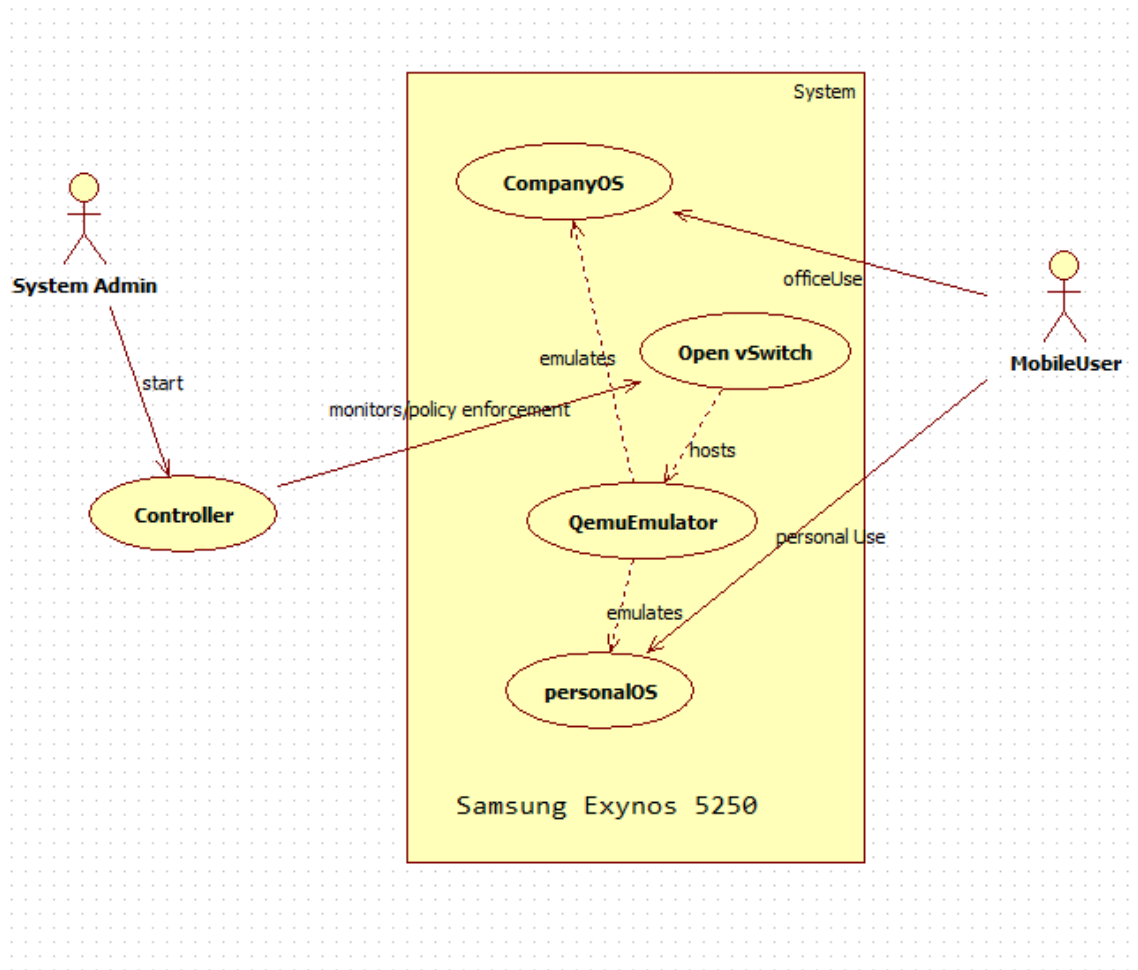 System
CompanyOS
System Admin
officeUse
Open vSwitch
emulates
MobileUser
start
monitors/policy enforcement
hosts
Controller
QemuEmulator
personal Use
emulates
personalOS
Samsung Exynos 5250